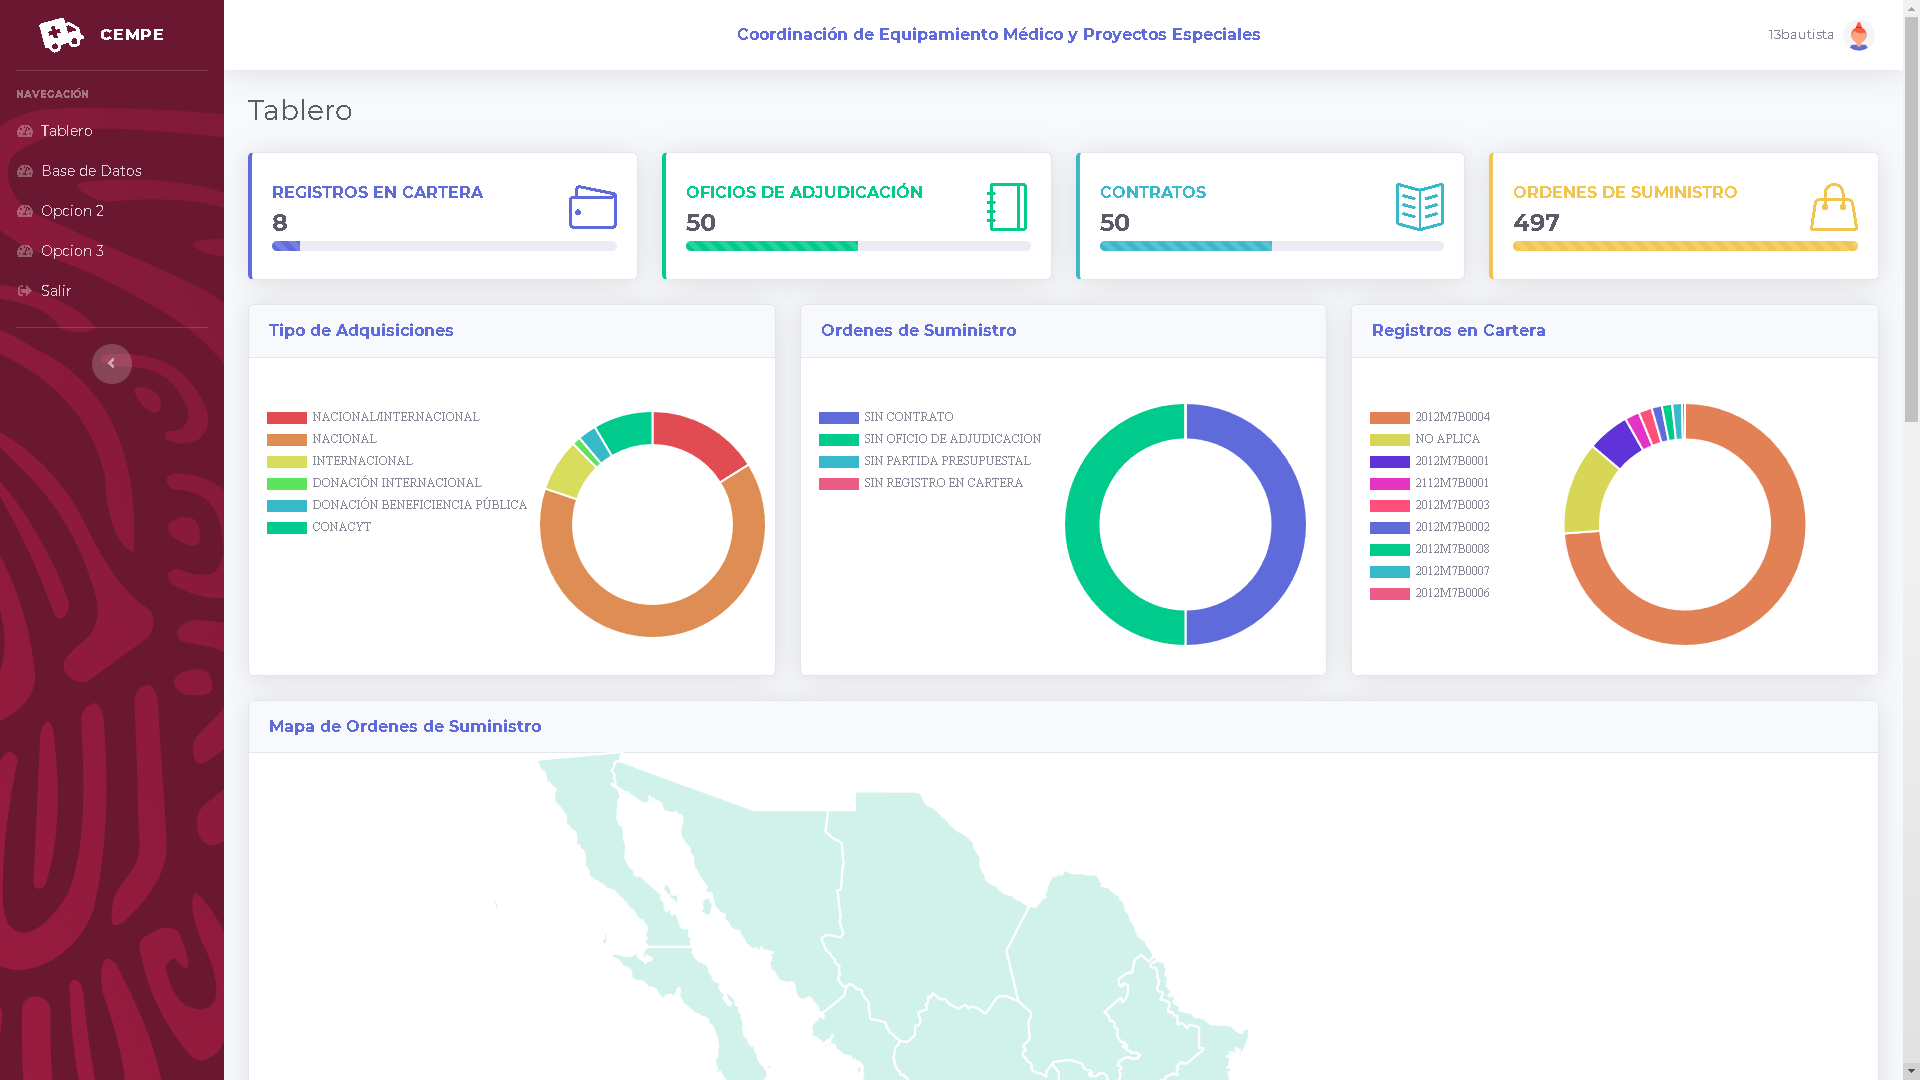 CEMPE
Coordinación de Equipamiento Médico y Proyectos Especiales
13bautista
NAVEGACIÓN
Tablero
Base de Datos
Opcion 2
Opcion 3
Salir
Tablero
REGISTROS EN CARTERA
8
OFICIOS DE ADJUDICACIÓN
50
CONTRATOS
50
ORDENES DE SUMINISTRO
497
Tipo de Adquisiciones
NACIONAL/INTERNACIONAL
NACIONAL
INTERNACIONAL
DONACIÓN INTERNACIONAL
DONACIÓN BENEFICIENCIA PÚBLICA
CONACYT
Ordenes de Suministro
SIN CONTRATO
SIN OFICIO DE ADJUDICACION
SIN PARTIDA PRESUPUESTAL
SIN REGISTRO EN CARTERA
Registros en Cartera
2012M7B0004
NO APLICA
2012M7B0001
2112M7B0001
2012M7B0003
2012M7B0002
2012M7B0008
2012M7B0007
2012M7B0006
Mapa de Ordenes de Suministro